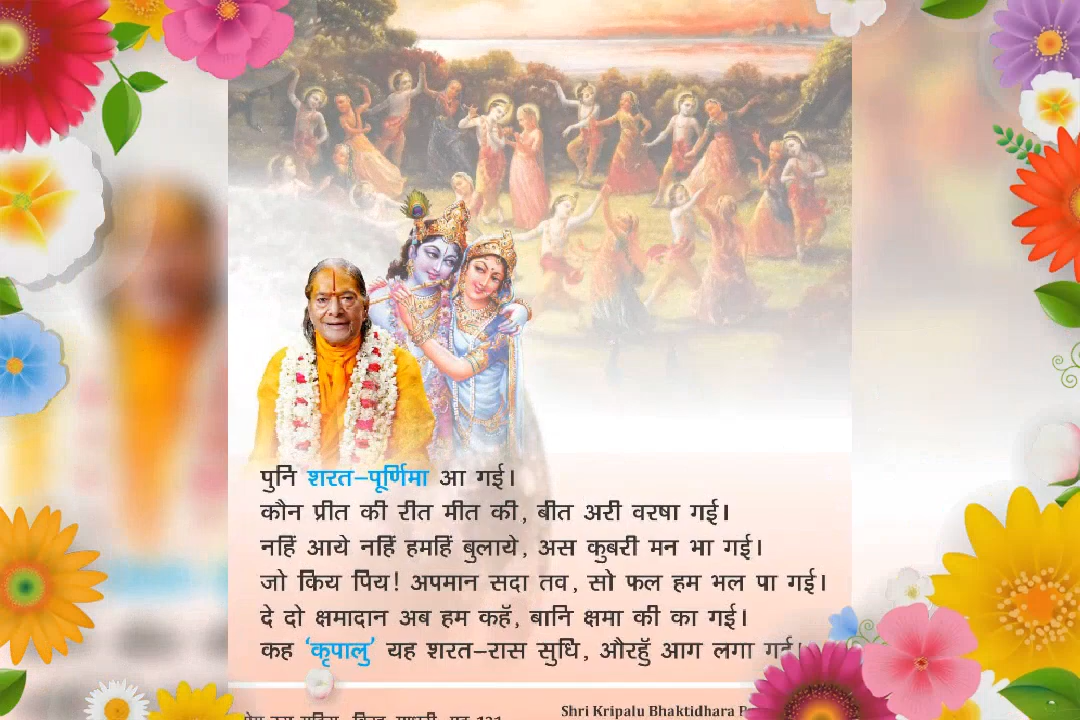 पुनि शरत-पूर्णिमा आ गई।
कौन प्रीत की रीत मीत की, बीत अरी वरषा गई।
नहिं आये नहिं हमहिं बुलाये, अस कुबरी मन भा गई।
जो किय पिय! अपमान सदा तव, सो फल हम भल पा गई।
दे दो क्षमादान अब हम कहँ, बानि क्षमा की का गई।
कह ‘कृपालु’ यह शरत-रास सुधि, औरहुँ आग लगा गई।
Shri Kripalu Bhaktidhara